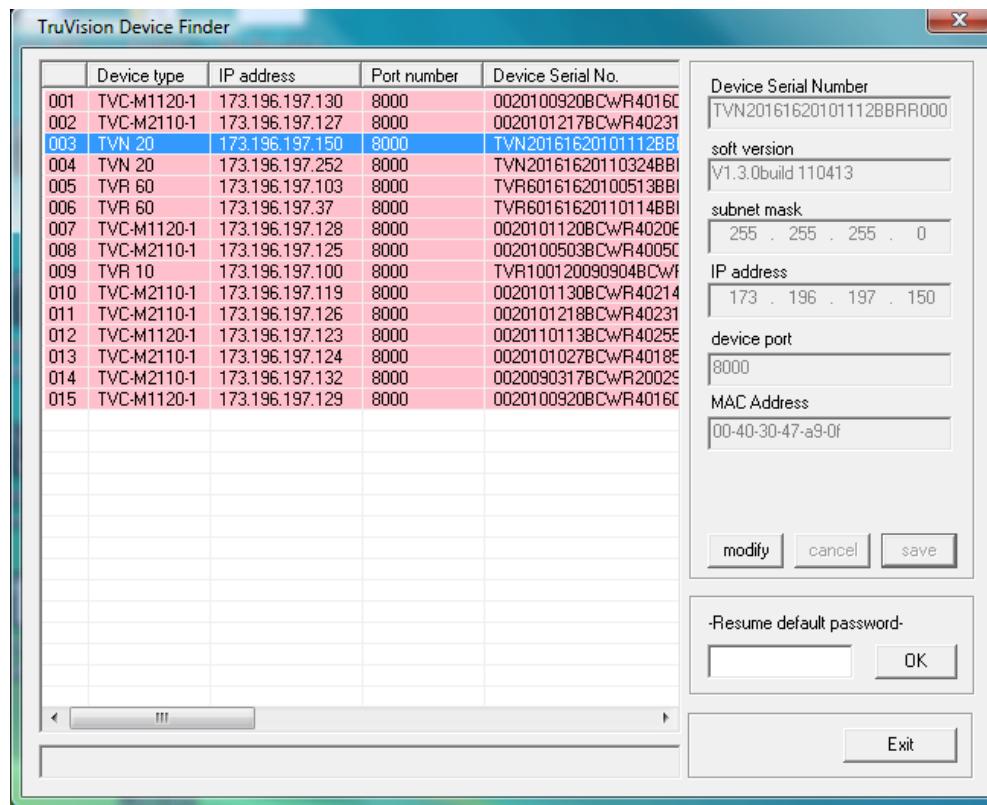 TruVision Device Finder
Device type IP address Port number Device Serial No.
001 TVC-M1120-1 173.196.197.130 8000 0020100920BCWR4016
002 TVC-M2110-1 173.196.197.127 8000 0020101217BCWR40231
003 TVN 20 173.196.197.150 8000 TVN20161620101112BB
004 TVN 20 173.196.197.252 8000 TVN20161620110324BB
005 TVR 60 173.196.197.103 8000 TVR60161620100513BB
006 TVR 60 173.196.197.37 8000 TVR60161620110114BB
007 TVC-M1120-1 173.196.197.128 8000 0020101120BCWR4020
008 TVC-M2110-1 173.196.197.125 8000 0020100503BCWR4005
009 TVR 10 173.196.197.100 8000 TVR100120090904BCW
010 TVC-M2110-1 173.196.197.119 8000 0020101130BCWR40214
011 TVC-M2110-1 173.196.197.126 8000 0020101218BCWR40231
012 TVC-M1120-1 173.196.197.123 8000 0020110113BCWR40255
013 TVC-M2110-1 173.196.197.124 8000 0020101027BCWR40185
014 TVC-M2110-1 173.196.197.132 8000 0020090317BCWR20029
015 TVC-M1120-1 173.196.197.129 8000 0020100920BCWR4016
Device Serial Number
TVN20161620101112BBRR000
soft version
V1.3.0build 110413
subnet mask
255 . 255 . 255 . 0
IP address
173 . 196 . 197 . 150
device port
8000
MAC Address
00-40-30-47-a9-0f
modify cancel save
-Resume default password-
OK
Exit